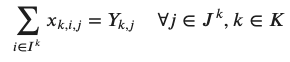 ∑_{i∈I^k} x_{k,i,j} = Y_{k,j} ∀j ∈ J^k, k ∈ K